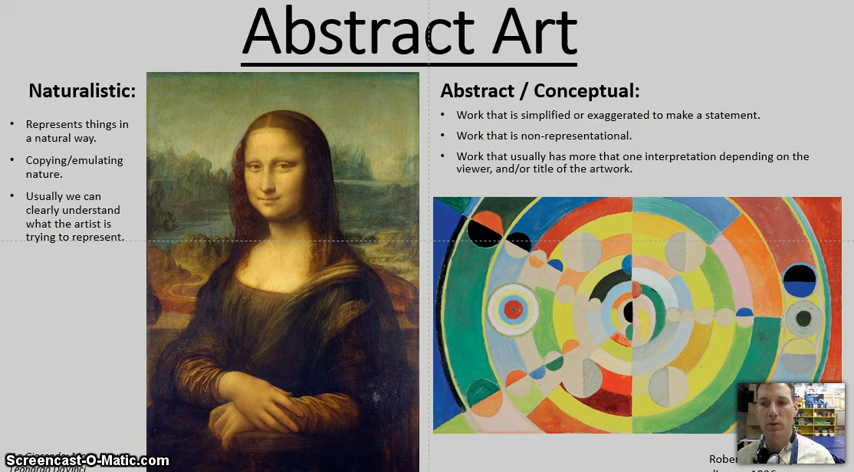 Abstract Art
Naturalistic:
• Represents things in
a natural way.
• Copying/emulating
nature.
• Usually we can
clearly understand
what the artist is
trying to represent.
Abstract / Conceptual:
• Work that is simplified or exaggerated to make a statement.
• Work that is non-representational.
• Work that usually has more that one interpretation depending on the
viewer, and/or title of the artwork.
Screencast-O-Matic.com